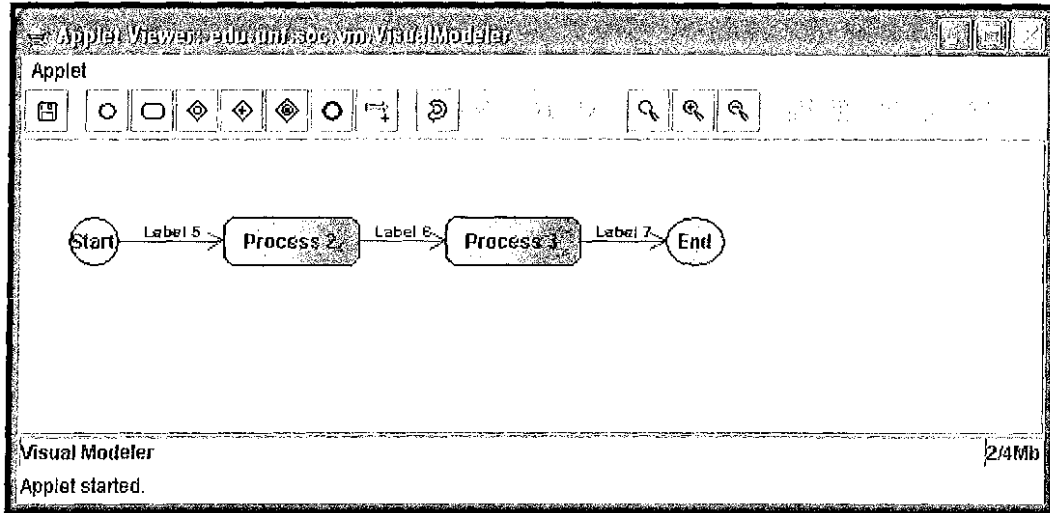 Applet Viewer: edu.unf.soc.vm.VisualModeler
Applet
Start
Label 5
Process 2
Label 6
Process 3
Label 7
End
Visual Modeler
2/4Mb
Applet started.